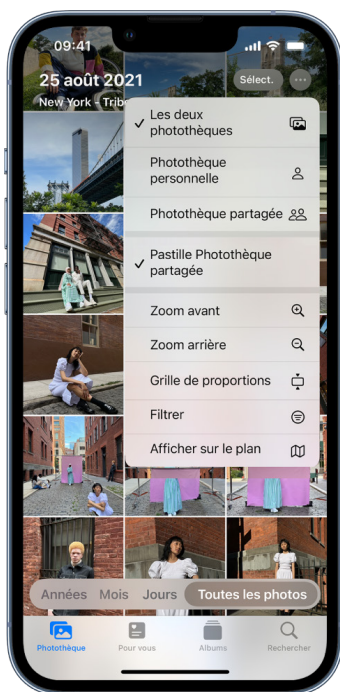 09:41
25 août 2021
Sélect.
New York - Tribe
Les deux
photothèques
Photothèque
personnelle
Photothèque partagée
Pastille Photothèque
partagée
Zoom avant
Zoom arrière
Grille de proportions
Filtrer
Afficher sur le plan
Années Mois Jours Toutes les photos
Photothèque Pour vous Albums Rechercher